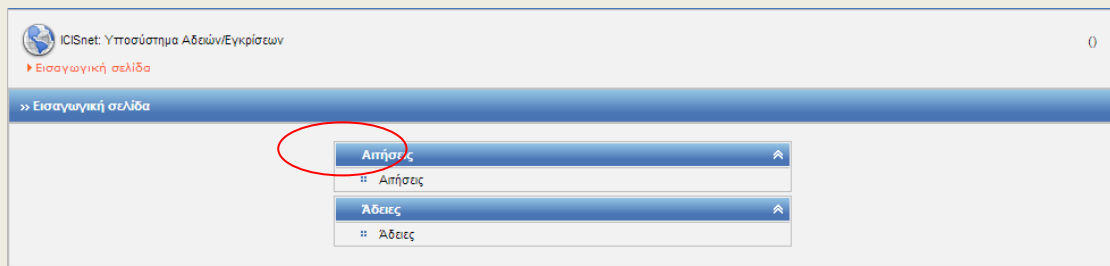 ICISnet: Υποσύστημα Αδειών/Εγκρίσεων
()
Εισαγωγική σελίδα
» Εισαγωγική σελίδα
Αιτήσεις
Αιτήσεις
Άδειες
Άδειες